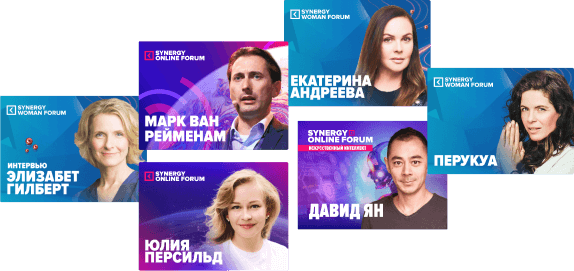 SYNERGY
WOMAN FORUM
ИНТЕРВЬЮ
ЭЛИЗАБЕТ
ГИЛБЕРТ
SYNERGY
ONLINE FORUM
МАРК ВАН
РЕЙМЕНАМ
SYNERGY
ONLINE FORUM
ЮЛИЯ
ПЕРСИЛЬД
SYNERGY
WOMAN FORUM
ЕКАТЕРИНА
АНДРЕЕВА
SYNERGY
ONLINE FORUM
ИСКУССТВЕННЫЙ ИНТЕЛЛЕКТ
ДАВИД ЯН
SYNERGY
WOMAN FORUM
ПЕРУКУА